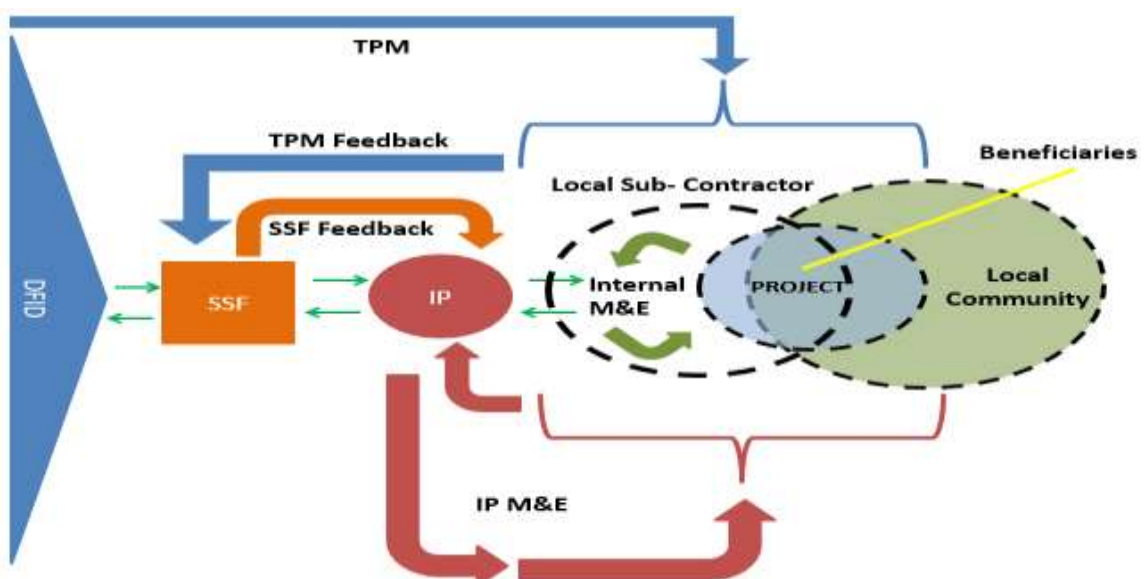 TPM
TPM Feedback
Beneficiaries
Local Sub- Contractor
SSF Feedback
DFID
SSF
IP
Internal
M&E
PROJECT
Local
Community
IP M&E